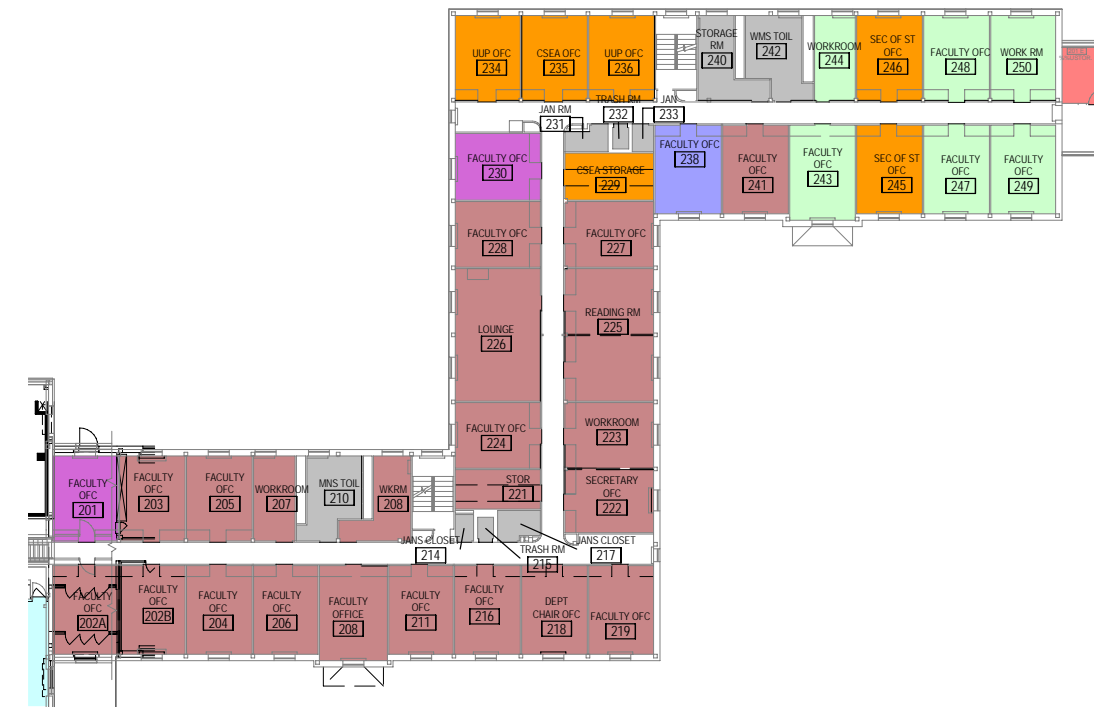 UUP OFC
234
CSEA OFC
235
UUP OFC
236
STORAGE
RM
240
WMS TOIL
242
WORKROOM
244
SEC OF ST
OFC
246
FACULTY OFC
248
WORK RM
250
JAN RM
231
TRASH RM
232
JAN
233
FACULTY OFC
230
CSEA STORAGE
229
FACULTY OFC
238
FACULTY
OFC
241
FACULTY
OFC
243
SEC OF ST
OFC
245
FACULTY
OFC
247
FACULTY
OFC
249
FACULTY OFC
228
FACULTY OFC
227
LOUNGE
226
READING RM
225
FACULTY OFC
224
WORKROOM
223
STOR
221
SECRETARY
OFC
222
FACULTY
OFC
201
FACULTY
OFC
203
FACULTY
OFC
205
WORKROOM
207
MNS TOIL
210
WKRM
208
JANS CLOSET
214
TRASH RM
215
JANS CLOSET
217
FACULTY
OFC
202A
FACULTY
OFC
202B
FACULTY
OFC
204
FACULTY
OFC
206
FACULTY
OFFICE
208
FACULTY
OFC
211
FACULTY
OFC
216
DEPT
CHAIR OFC
218
FACULTY OFC
219